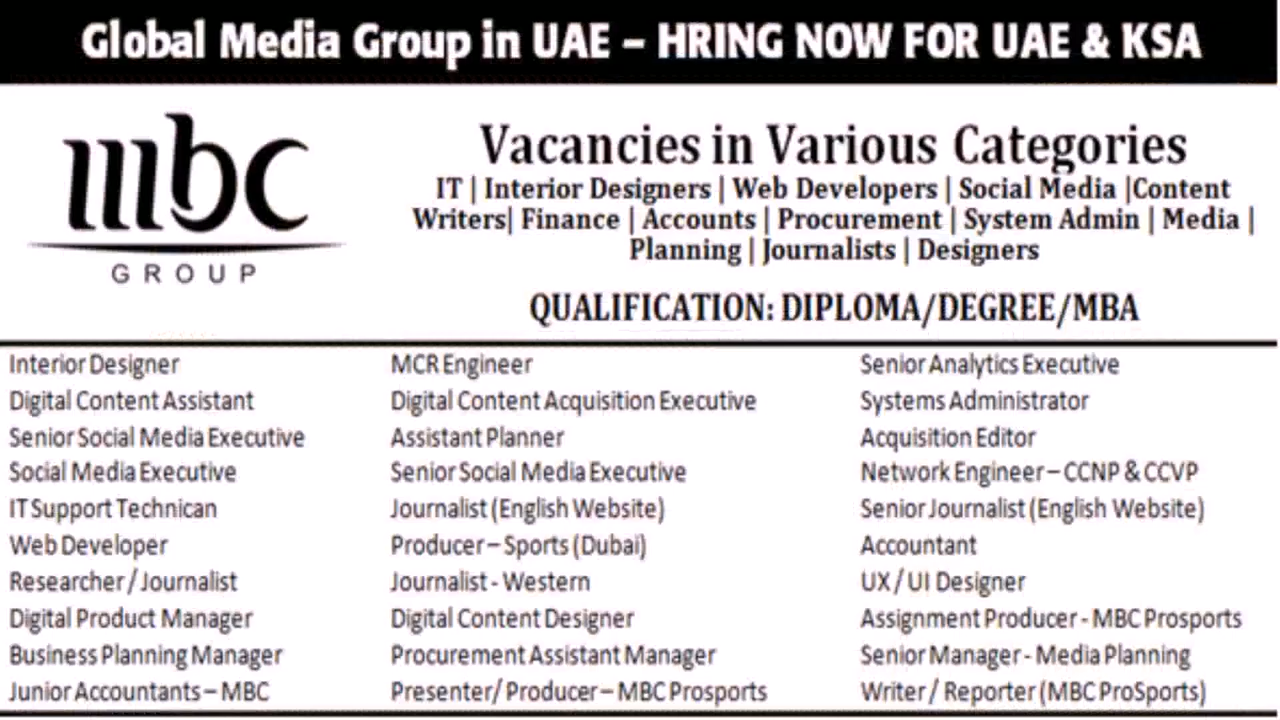 Global Media Group in UAE – HRING NOW FOR UAE & KSA
mbc
GROUP
Vacancies in Various Categories
IT | Interior Designers | Web Developers | Social Media |Content
Writers| Finance | Accounts | Procurement | System Admin | Media |
Planning | Journalists | Designers
QUALIFICATION: DIPLOMA/DEGREE/MBA
Interior Designer
Digital Content Assistant
Senior Social Media Executive
Social Media Executive
IT Support Technican
Web Developer
Researcher / Journalist
Digital Product Manager
Business Planning Manager
Junior Accountants – MBC
MCR Engineer
Digital Content Acquisition Executive
Assistant Planner
Senior Social Media Executive
Journalist (English Website)
Producer – Sports (Dubai)
Journalist - Western
Digital Content Designer
Procurement Assistant Manager
Presenter/ Producer – MBC Prosports
Senior Analytics Executive
Systems Administrator
Acquisition Editor
Network Engineer – CCNP & CCVP
Senior Journalist (English Website)
Accountant
UX / UI Designer
Assignment Producer - MBC Prosports
Senior Manager - Media Planning
Writer / Reporter (MBC ProSports)